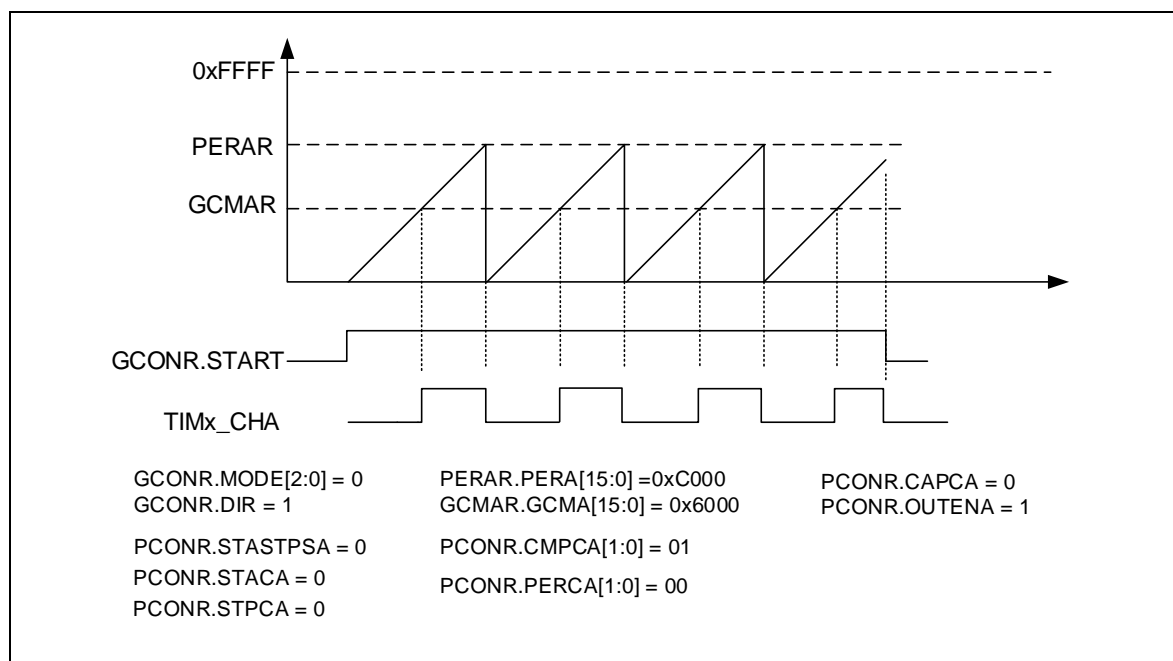 0xFFFF
PERAR
GCMAR
GCONR.START
TIMx_CHA
GCONR.MODE[2:0] = 0
GCONR.DIR = 1
PCONR.STASTPSA = 0
PCONR.STACA = 0
PCONR.STPCA = 0
PERAR.PERA[15:0] =0xC000
GCMAR.GCMA[15:0] = 0x6000
PCONR.CMPCA[1:0] = 01
PCONR.PERCA[1:0] = 00
PCONR.CAPCA = 0
PCONR.OUTENA = 1